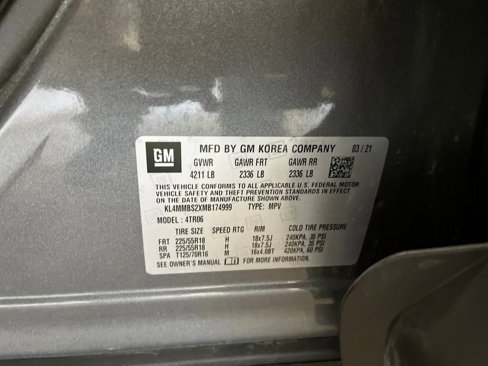 GM MFD BY GM KOREA COMPANY 03/21
GVWR GAWR FRT GAWR RR
4211 LB 2336 LB 2336 LB
THIS VEHICLE CONFORMS TO ALL APPLICABLE U.S. FEDERAL MOTOR
VEHICLE SAFETY AND THEFT PREVENTION STANDARDS IN EFFECT
ON THE DATE OF MANUFACTURE SHOWN ABOVE.
KL4MMBS2XMB174999 TYPE: MPV
MODEL: 4TR06
TIRE SIZE SPEED RTG RIM COLD TIRE PRESSURE
FRT 225/55R18 H 18x7.5J 240KPA, 35 PSI
RR 225/55R18 H 18x7.5J 240KPA, 35 PSI
SPA T125/70R16 M 16x4.0BT 420KPA, 60 PSI
SEE OWNER'S MANUAL FOR MORE INFORMATION.